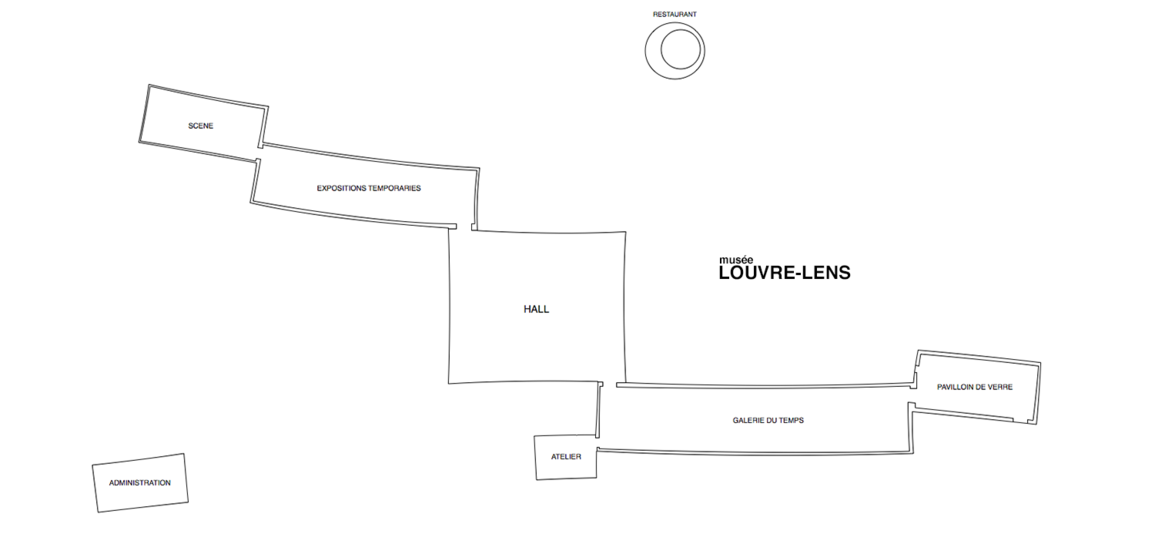 RESTAURANT
SCENE
EXPOSITIONS TEMPORARIES
musée
LOUVRE-LENS
HALL
PAVILLOIN DE VERRE
GALERIE DU TEMPS
ATELIER
ADMINISTRATION